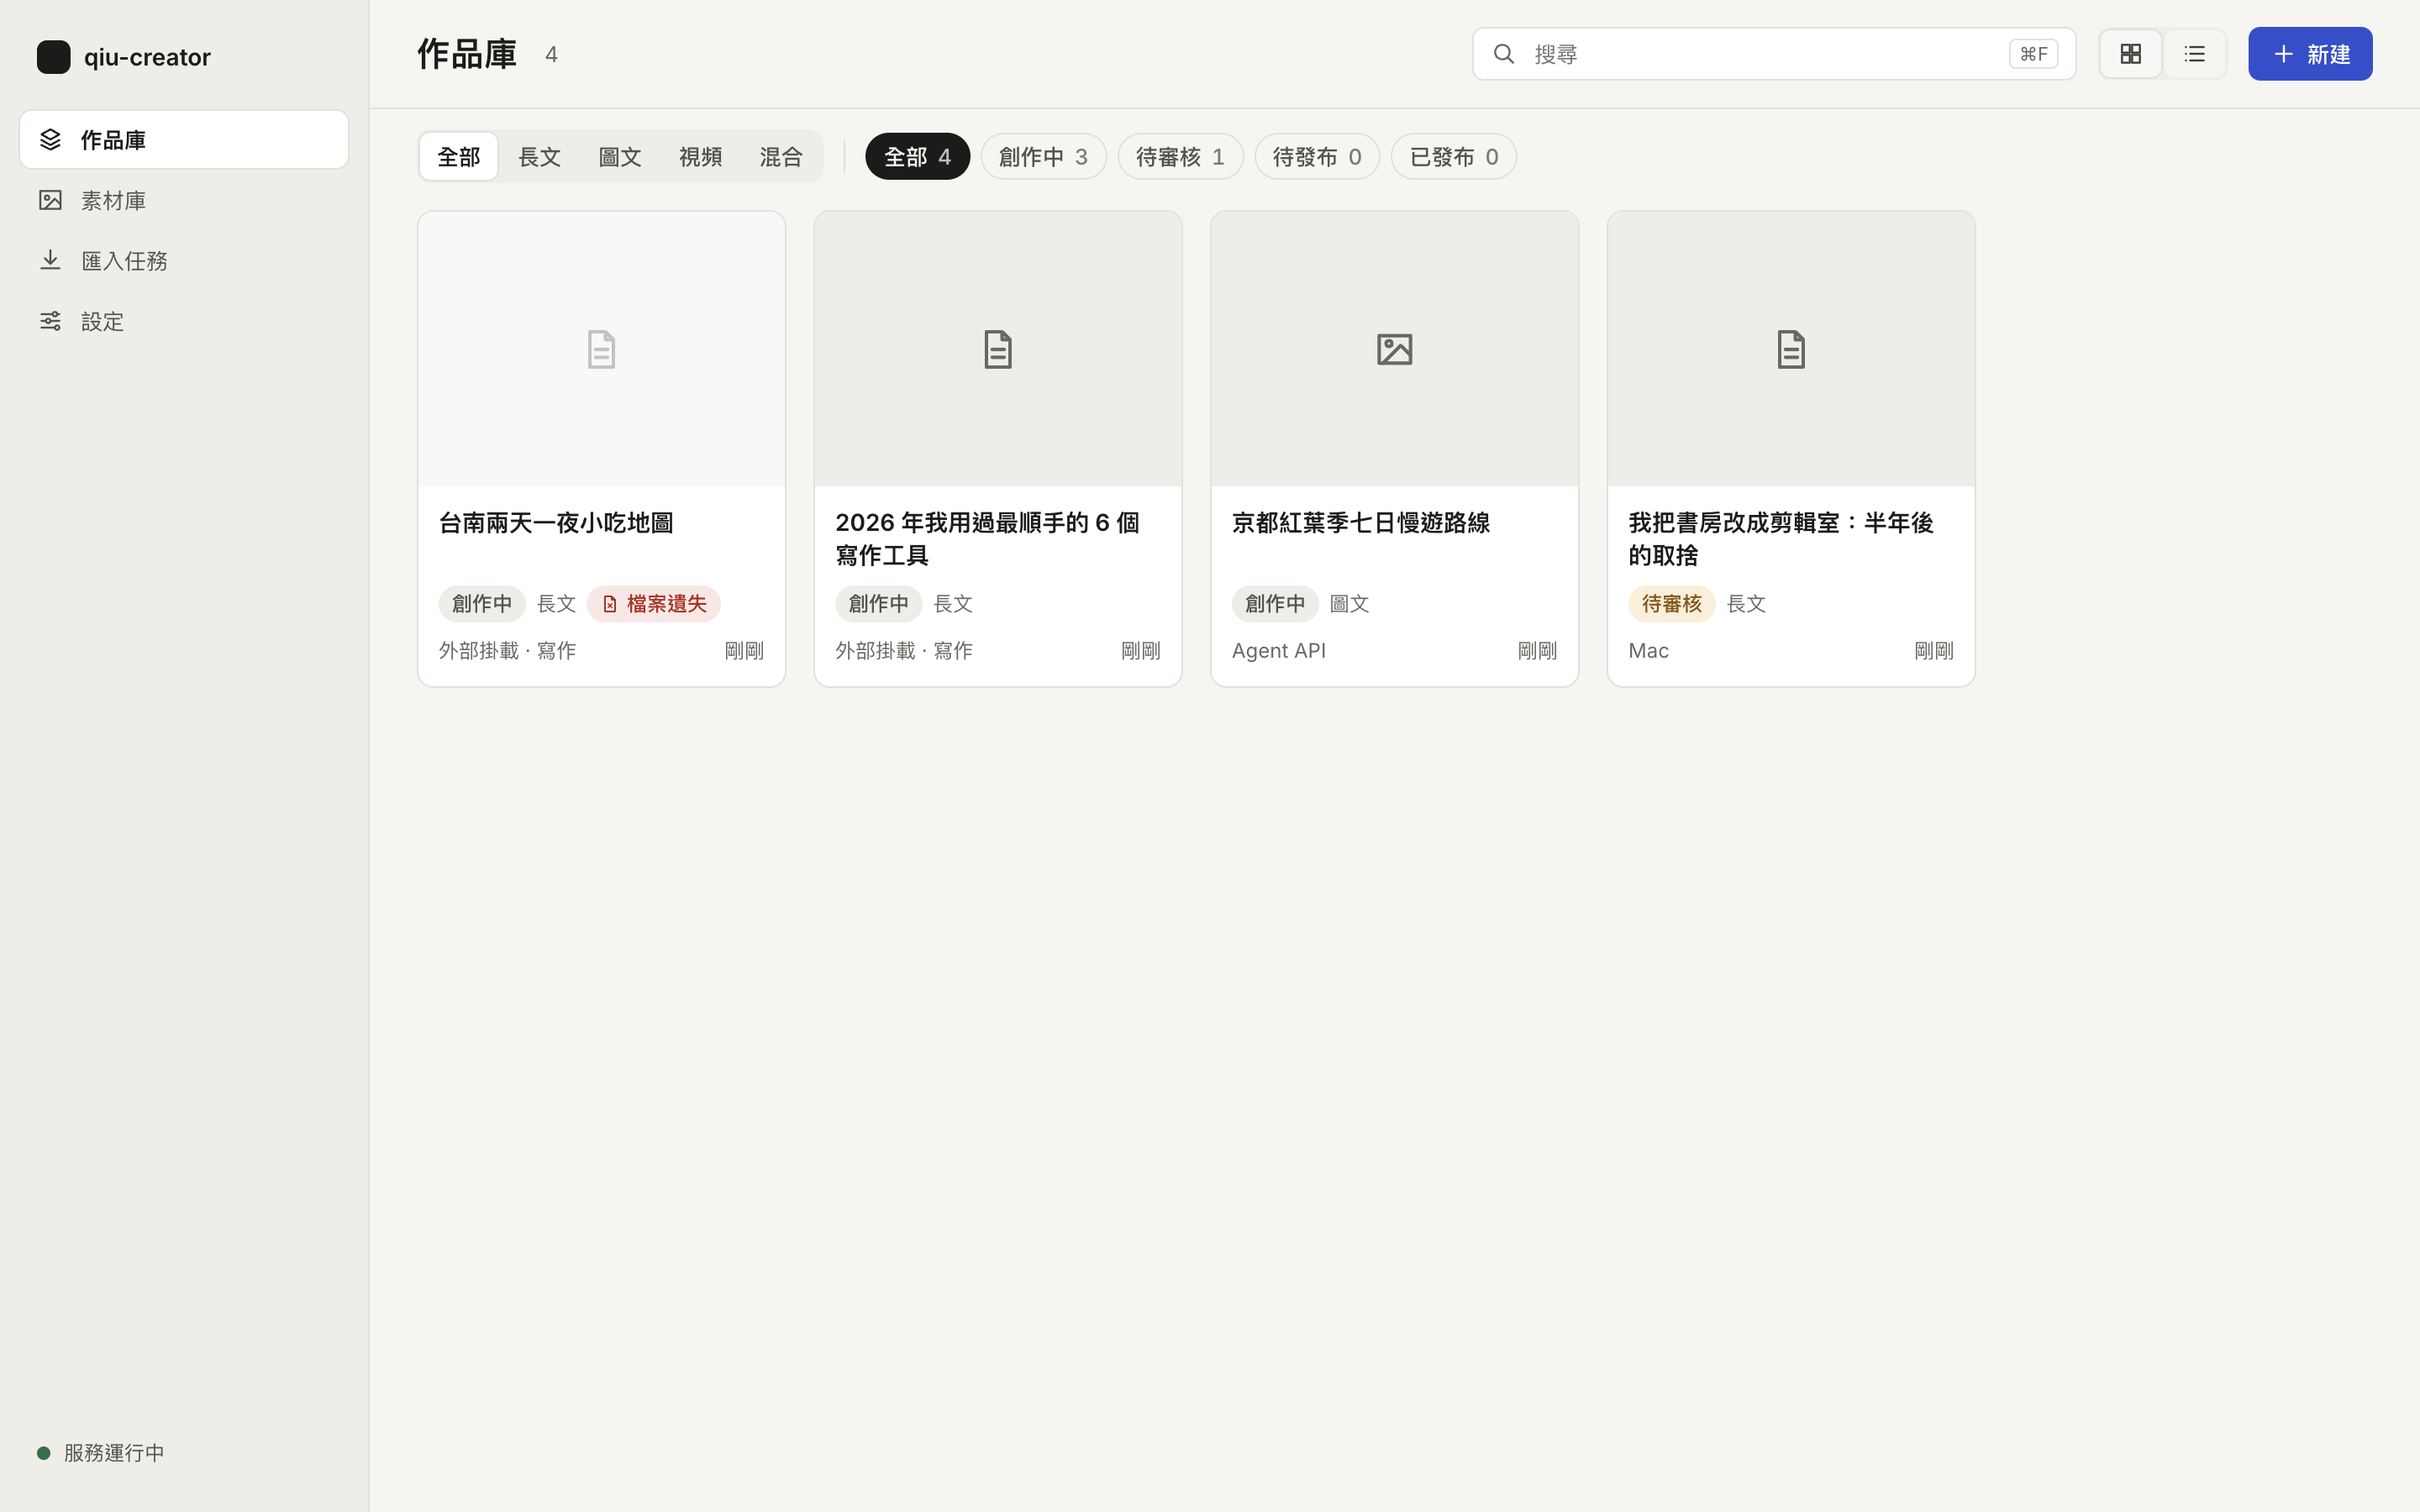 qiu-creator
作品庫
素材庫
匯入任務
設定
服務運行中
作品庫 4
搜尋 ⌘F
新建
全部 長文 圖文 視頻 混合
全部 4 創作中 3 待審核 1 待發布 0 已發布 0
台南兩天一夜小吃地圖
創作中 長文 檔案遺失
外部掛載 · 寫作 剛剛
2026 年我用過最順手的 6 個
寫作工具
創作中 長文
外部掛載 · 寫作 剛剛
京都紅葉季七日慢遊路線
創作中 圖文
Agent API 剛剛
我把書房改成剪輯室：半年後
的取捨
待審核 長文
Mac 剛剛